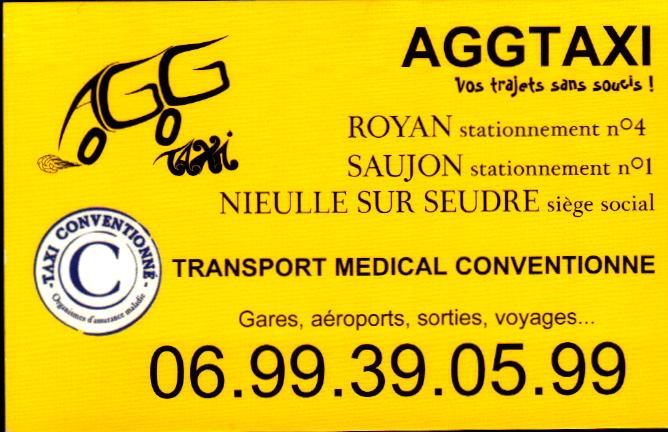 AGG
TAXi
AGGTAXI
Vos trajets sans soucis !
ROYAN stationnement n°4
SAUJON stationnement n°1
NIEULLE SUR SEUDRE siège social
-TAXI CONVENTIONNÉ-
C
Organismes d'assurance maladie
TRANSPORT MEDICAL CONVENTIONNE
Gares, aéroports, sorties, voyages...
06.99.39.05.99